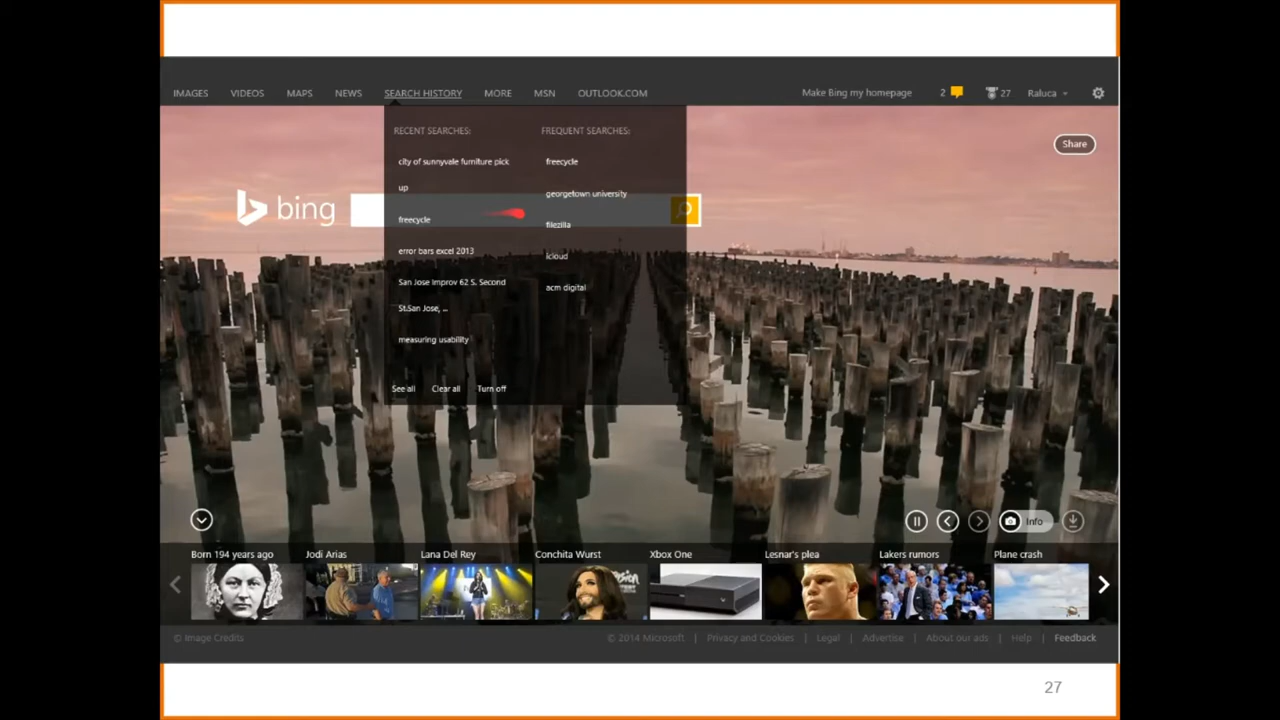 IMAGES VIDEOS MAPS NEWS SEARCH HISTORY MORE MSN OUTLOOK.COM Make Bing my homepage 2 27 Raluca
RECENT SEARCHES: FREQUENT SEARCHES:
Share
city of sunnyvale furniture pick freecycle
up
georgetown university
bing
freecycle
filezilla
error bars excel 2013
icloud
San Jose Improv 62 S. Second
acm digital
St.San Jose, ...
measuring usability
See all Clear all Turn off
Info
Born 194 years ago Jodi Arias Lana Del Rey Conchita Wurst Xbox One Lesnar's plea Lakers rumors Plane crash
© Image Credits © 2014 Microsoft | Privacy and Cookies | Legal | Advertise | About our ads | Help | Feedback
27